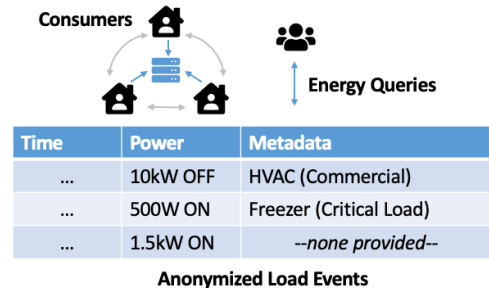 Consumers
Energy Queries
Time Power Metadata
... 10kW OFF HVAC (Commercial)
... 500W ON Freezer (Critical Load)
... 1.5kW ON --none provided--
Anonymized Load Events